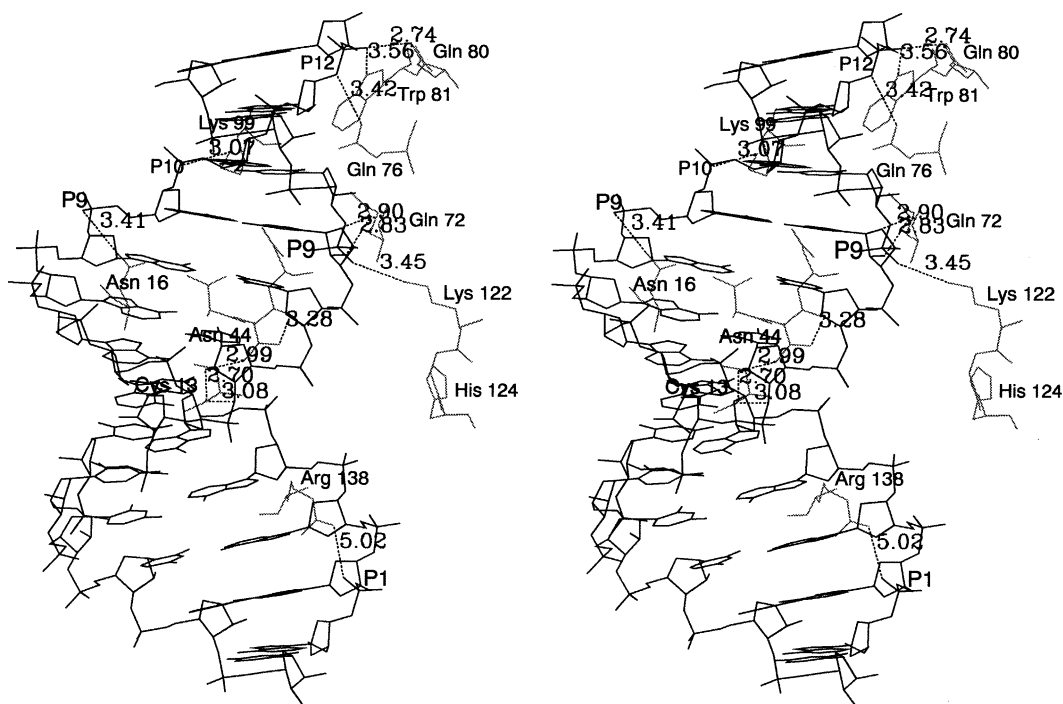 2.74
3.56
Gln 80
P12
3.42
Trp 81
Lys 99
3.07
P10
Gln 76
P9
3.41
2.90
Gln 72
2.83
P9
3.45
Asn 16
Lys 122
3.28
Asn 44
2.99
2.70
Cys 13
3.08
His 124
Arg 138
5.02
P1
2.74
3.56
Gln 80
P12
3.42
Trp 81
Lys 99
3.07
P10
Gln 76
P9
3.41
2.90
Gln 72
2.83
P9
3.45
Asn 16
Lys 122
3.28
Asn 44
2.99
2.70
Cys 13
3.08
His 124
Arg 138
5.02
P1